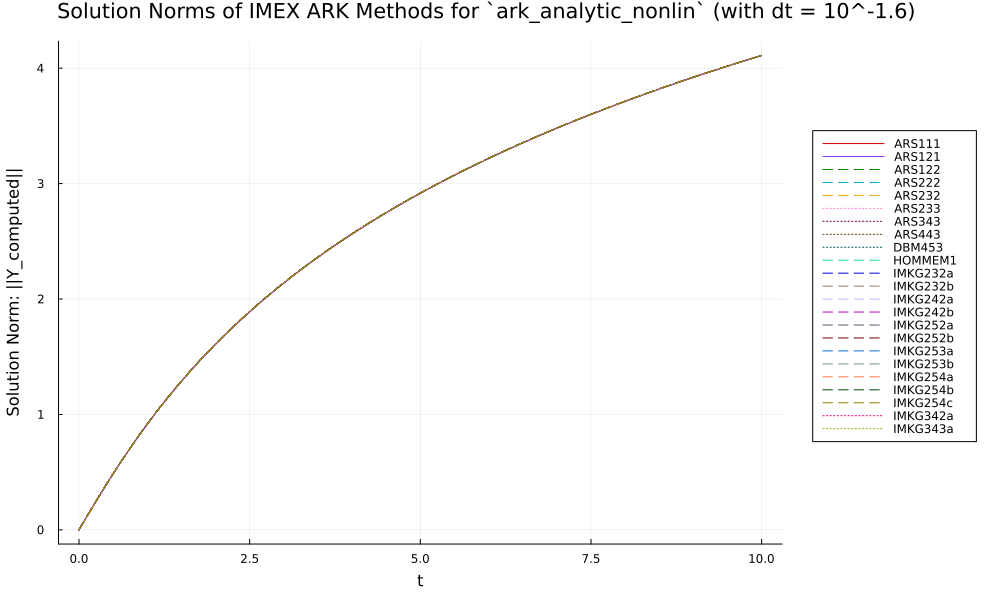 Solution Norms of IMEX ARK Methods for `ark_analytic_nonlin` (with dt = 10^-1.6)
Solution Norm: ||Y_computed||
4
3
2
1
0
0.0 2.5 5.0 7.5 10.0
t
ARS111
ARS121
ARS122
ARS222
ARS232
ARS233
ARS343
ARS443
DBM453
HOMMEM1
IMKG232a
IMKG232b
IMKG242a
IMKG242b
IMKG252a
IMKG252b
IMKG253a
IMKG253b
IMKG254a
IMKG254b
IMKG254c
IMKG342a
IMKG343a